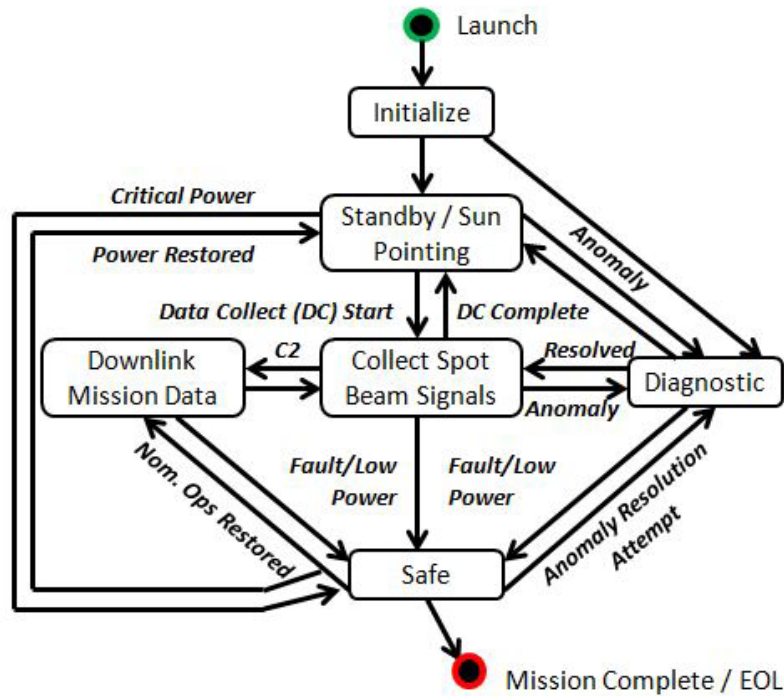 Launch
Initialize
Critical Power
Standby / Sun
Pointing
Anomaly
Power Restored
Data Collect (DC) Start
DC Complete
Downlink
Mission Data
C2
Collect Spot
Beam Signals
Resolved
Anomaly
Diagnostic
Nom. Ops Restored
Fault/Low
Power
Fault/Low
Power
Anomaly Resolution
Attempt
Safe
Mission Complete / EOL